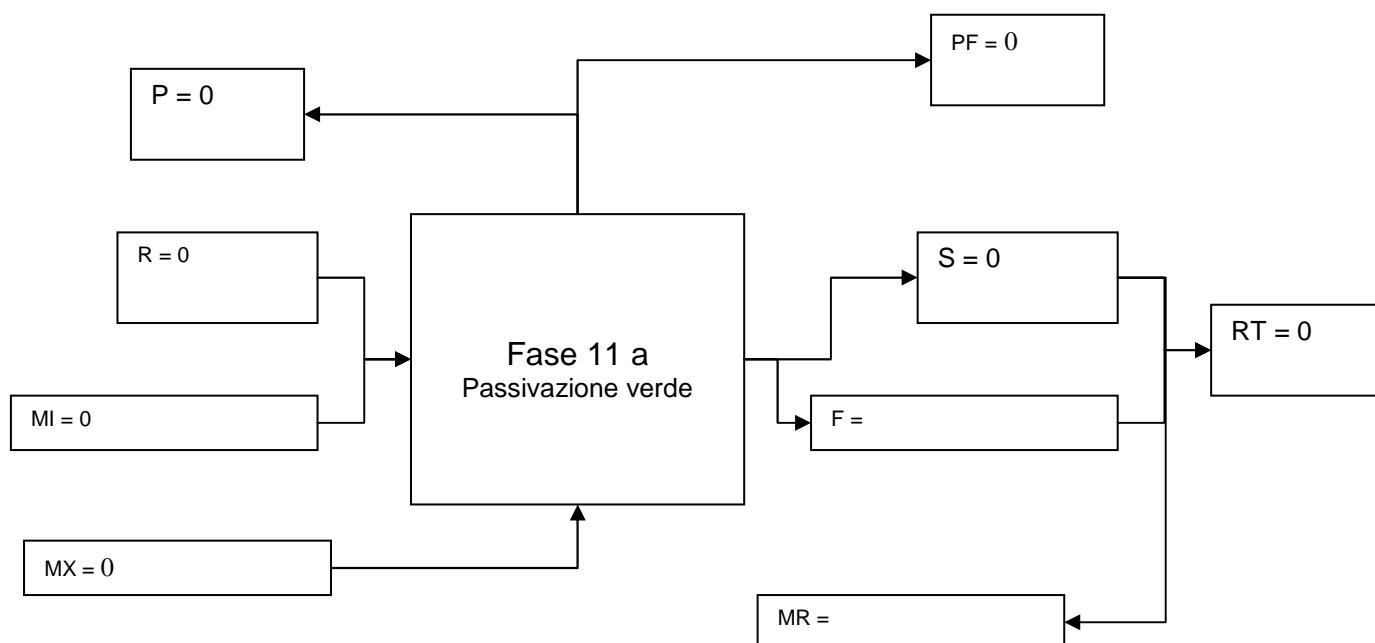 PF = 0
P = 0
R = 0
S = 0
RT = 0
Fase 11 a
Passivazione verde
MI = 0
F =
MX = 0
MR =